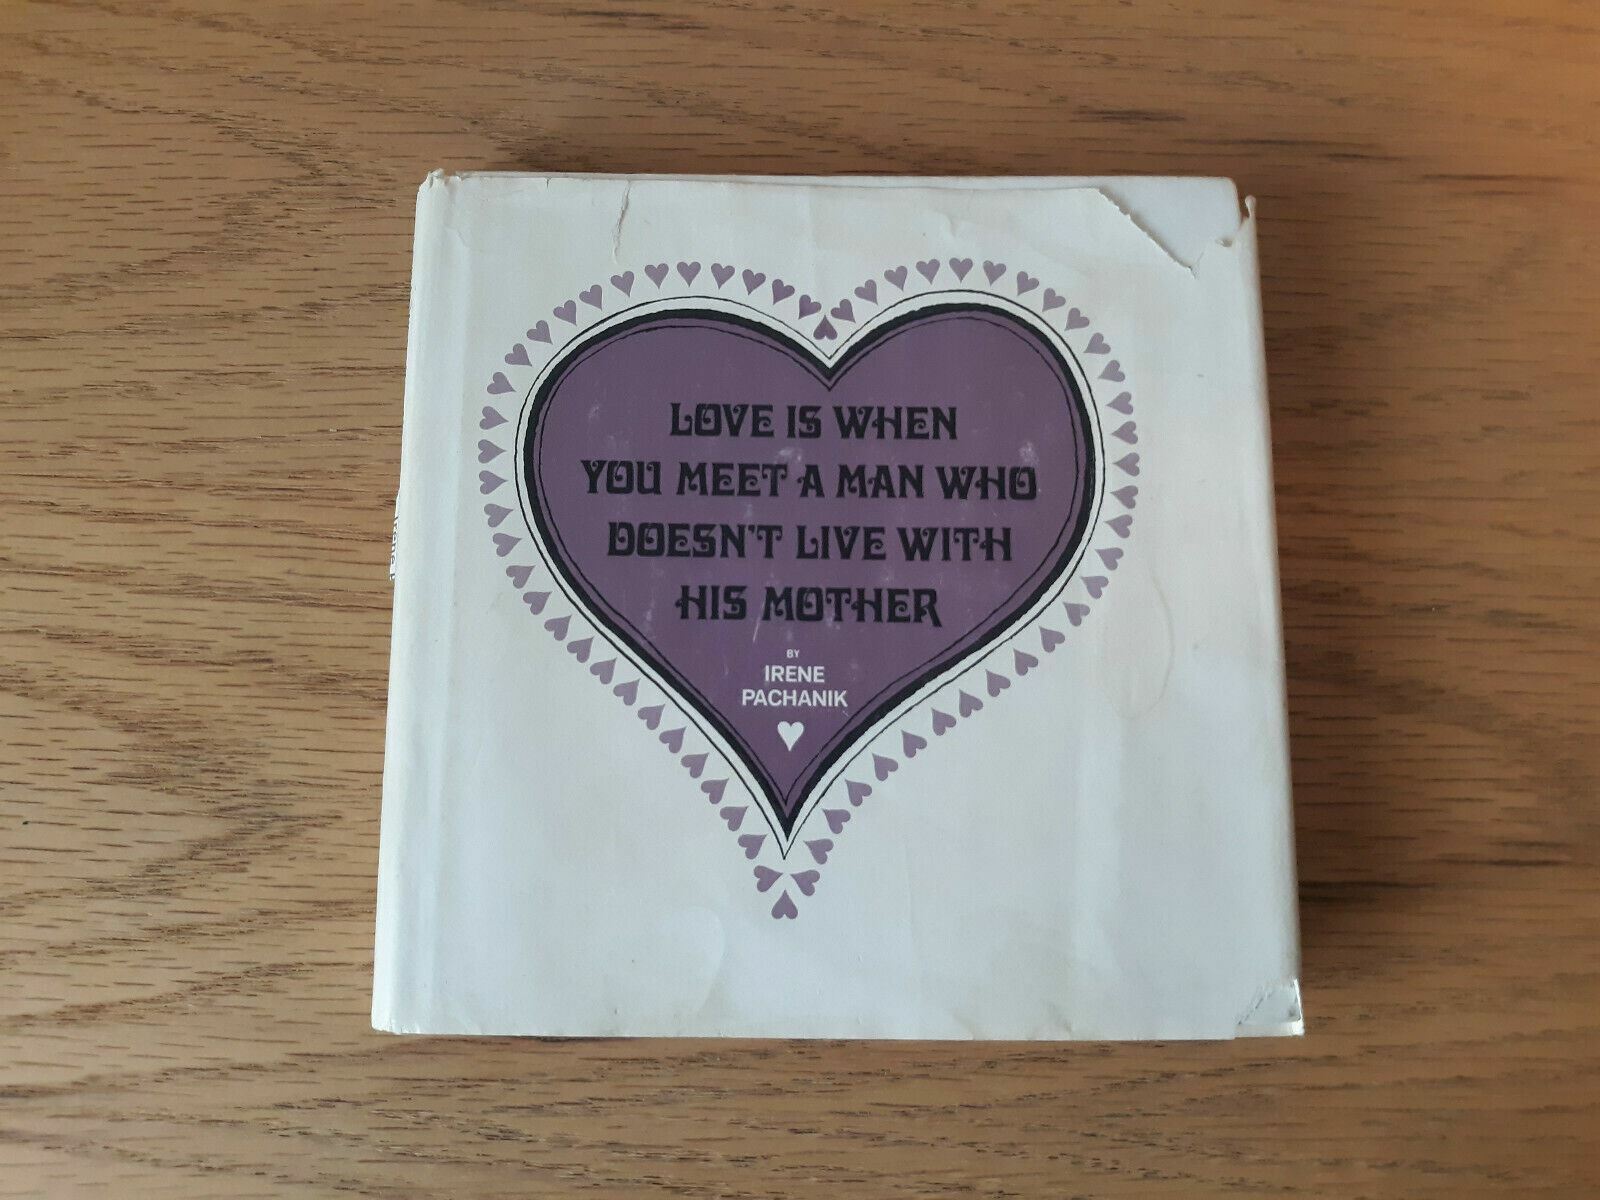 LOVE IS WHEN
YOU MEET A MAN WHO
DOESN'T LIVE WITH
HIS MOTHER
BY
IRENE
PACHANIK